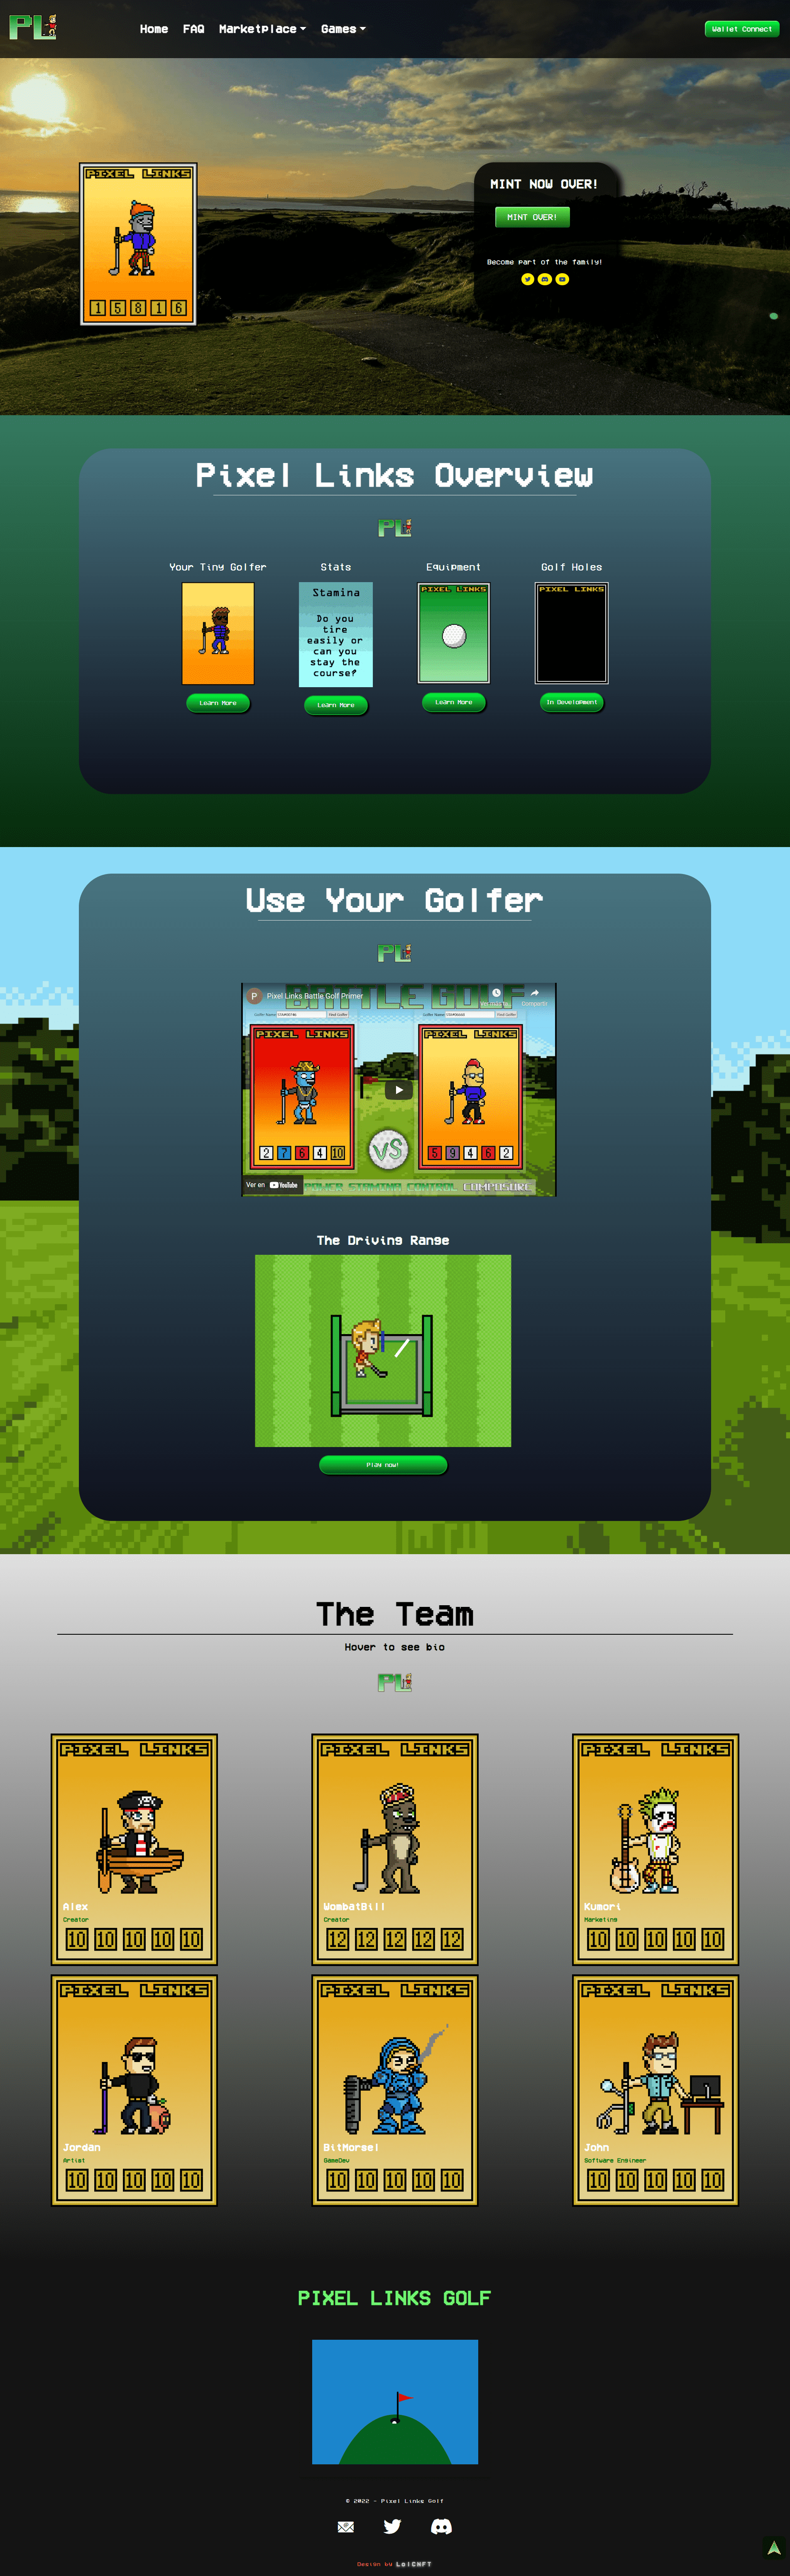 PL
Home FAQ Marketplace Games
Wallet Connect
PIXEL LINKS
1 5 8 1 6
MINT NOW OVER!
MINT OVER!
Become part of the family!
Pixel Links Overview
PL
Your Tiny Golfer
Stats
Equipment
Golf Holes
Stamina
Do you
tire
easily or
can you
stay the
course?
PIXEL LINKS
PIXEL LINKS
Learn More
Learn More
Learn More
In Development
Use Your Golfer
PL
BATTLE GOLF
P
Pixel Links Battle Golf Primer
Compartir
PIXEL LINKS
2 7 6 4 10
VS
PIXEL LINKS
5 9 4 6 2
Ver en YouTube
POWER STAMINA CONTROL COMPOSURE
The Driving Range
Play now!
The Team
Hover to see bio
PL
PIXEL LINKS
Alex
Creator
10 10 10 10 10
PIXEL LINKS
WombatBill
Creator
12 12 12 12 12
PIXEL LINKS
Kumori
Marketing
10 10 10 10 10
PIXEL LINKS
Jordan
Artist
10 10 10 10 10
PIXEL LINKS
BitMorsel
GameDev
10 10 10 10 10
PIXEL LINKS
John
Software Engineer
10 10 10 10 10
PIXEL LINKS GOLF
© 2022 - Pixel Links Golf
Design by LolCNFT